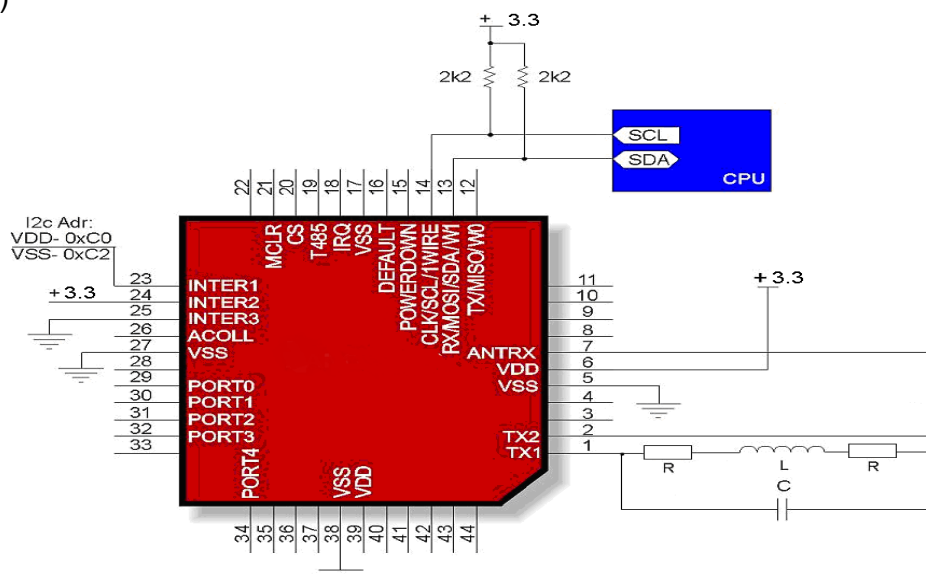 )
+ 3.3
2k2 2k2
SCL
SDA
CPU
22 21 20 19 18 17 16 15 14 13 12
I2c Adr:
VDD- 0xC0
VSS- 0xC2
MCLR CS T485 IRQ VSS DEFAULT POWERDOWN CLK/SCL/1WIRE RX/MOSI/SDA/W1 TX/MISO/W0
+3.3
23 INTER1
24 INTER2
25 INTER3
26 ACOLL
27 VSS
28
29 PORT0
30 PORT1
31 PORT2
32 PORT3
33
+3.3
11
10
9
8
ANTRX 7
VDD 6
VSS 5
4
3
TX2 2
TX1 1
R L R
C
PORT4 VSS VDD
34 35 36 37 38 39 40 41 42 43 44